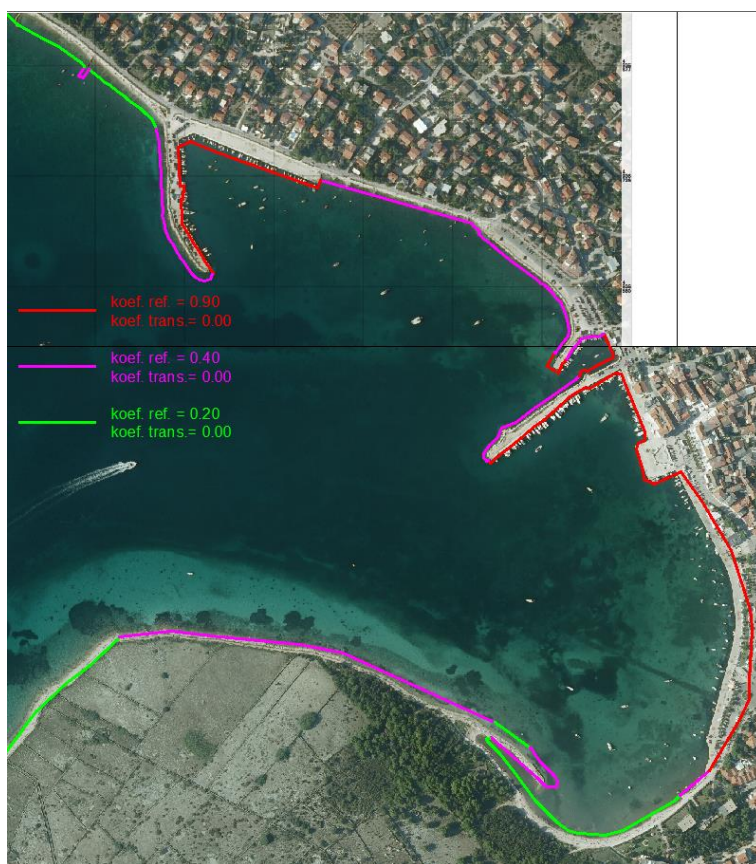 koef. ref. = 0.90
koef. trans.= 0.00
koef. ref. = 0.40
koef. trans.= 0.00
koef. ref. = 0.20
koef. trans.= 0.00